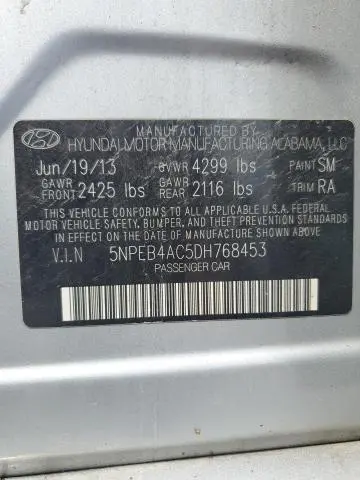 MANUFACTURED BY
HYUNDAI MOTOR MANUFACTURING ALABAMA, LLC
Jun/19/13 GVWR 4299 lbs PAINT SM
GAWR FRONT 2425 lbs GAWR REAR 2116 lbs TRIM RA
THIS VEHICLE CONFORMS TO ALL APPLICABLE FEDERAL
MOTOR VEHICLE SAFETY, BUMPER, AND THEFT PREVENTION STANDARDS
IN EFFECT ON THE DATE OF MANUFACTURE SHOWN ABOVE
V.I.N 5NPEB4AC5DH768453
PASSENGER CAR